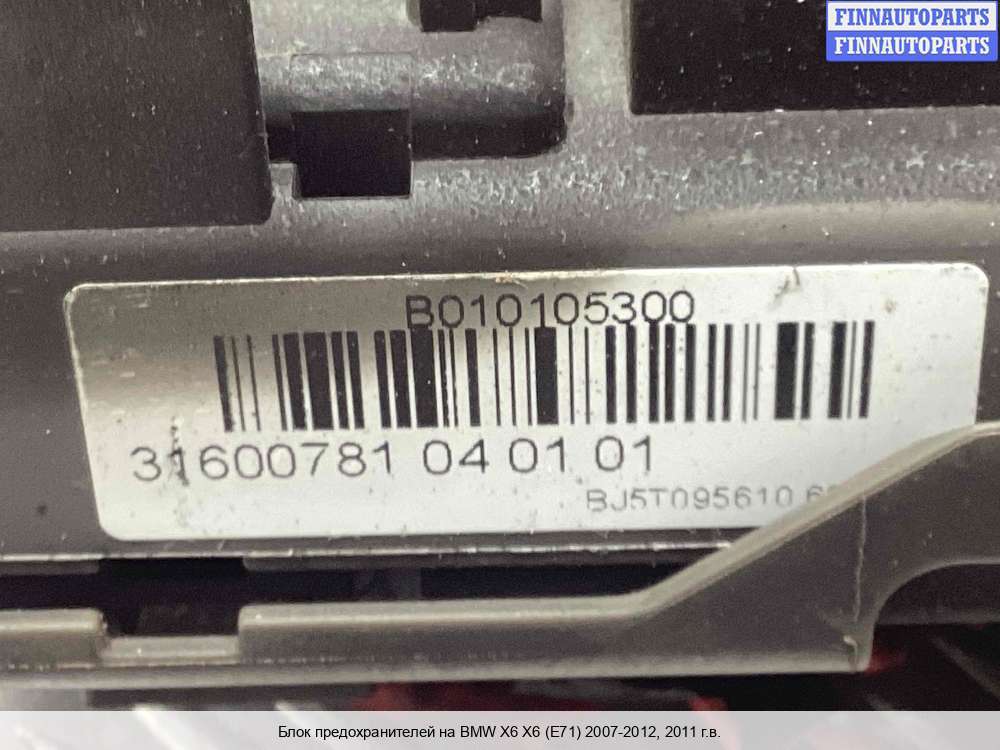 FINNAUTOPARTS
FINNAUTOPARTS
B010105300
31600781 04 01 01
BJ5T095610
Блок предохранителей на BMW X6 X6 (E71) 2007-2012, 2011 г.в.